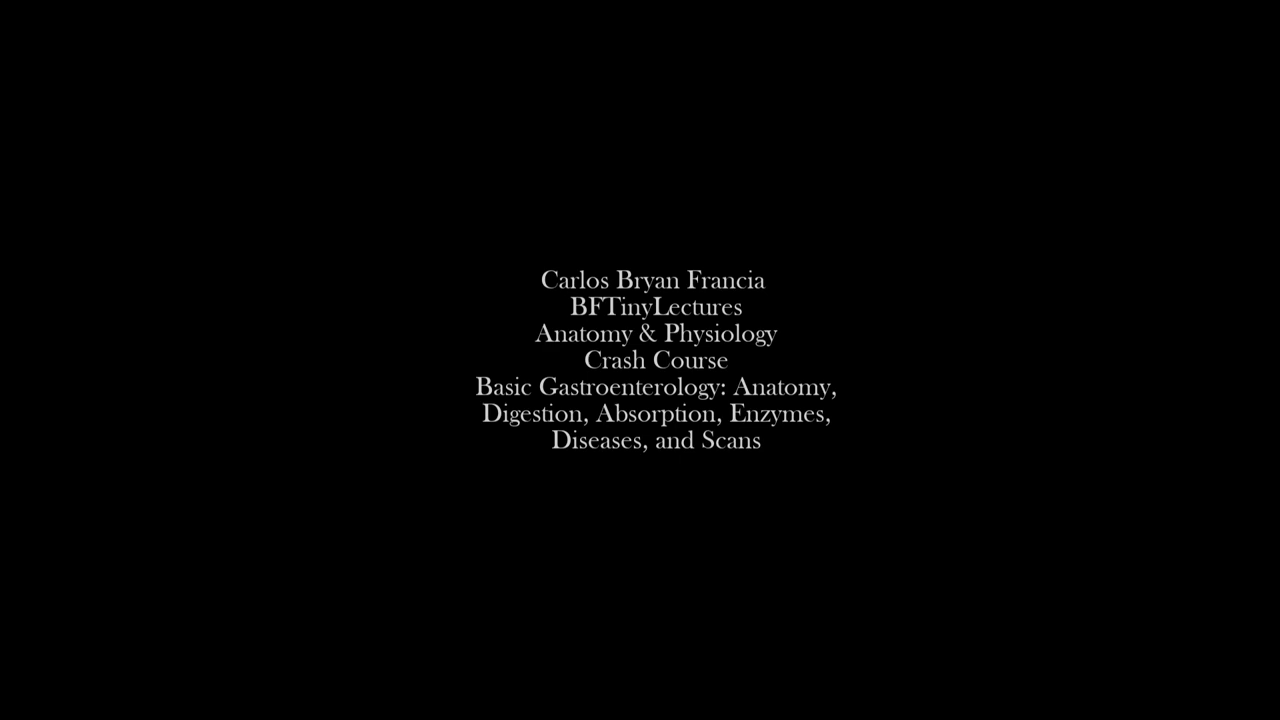 Carlos Bryan Francia
BFTinyLectures
Anatomy & Physiology
Crash Course
Basic Gastroenterology: Anatomy,
Digestion, Absorption, Enzymes,
Diseases, and Scans